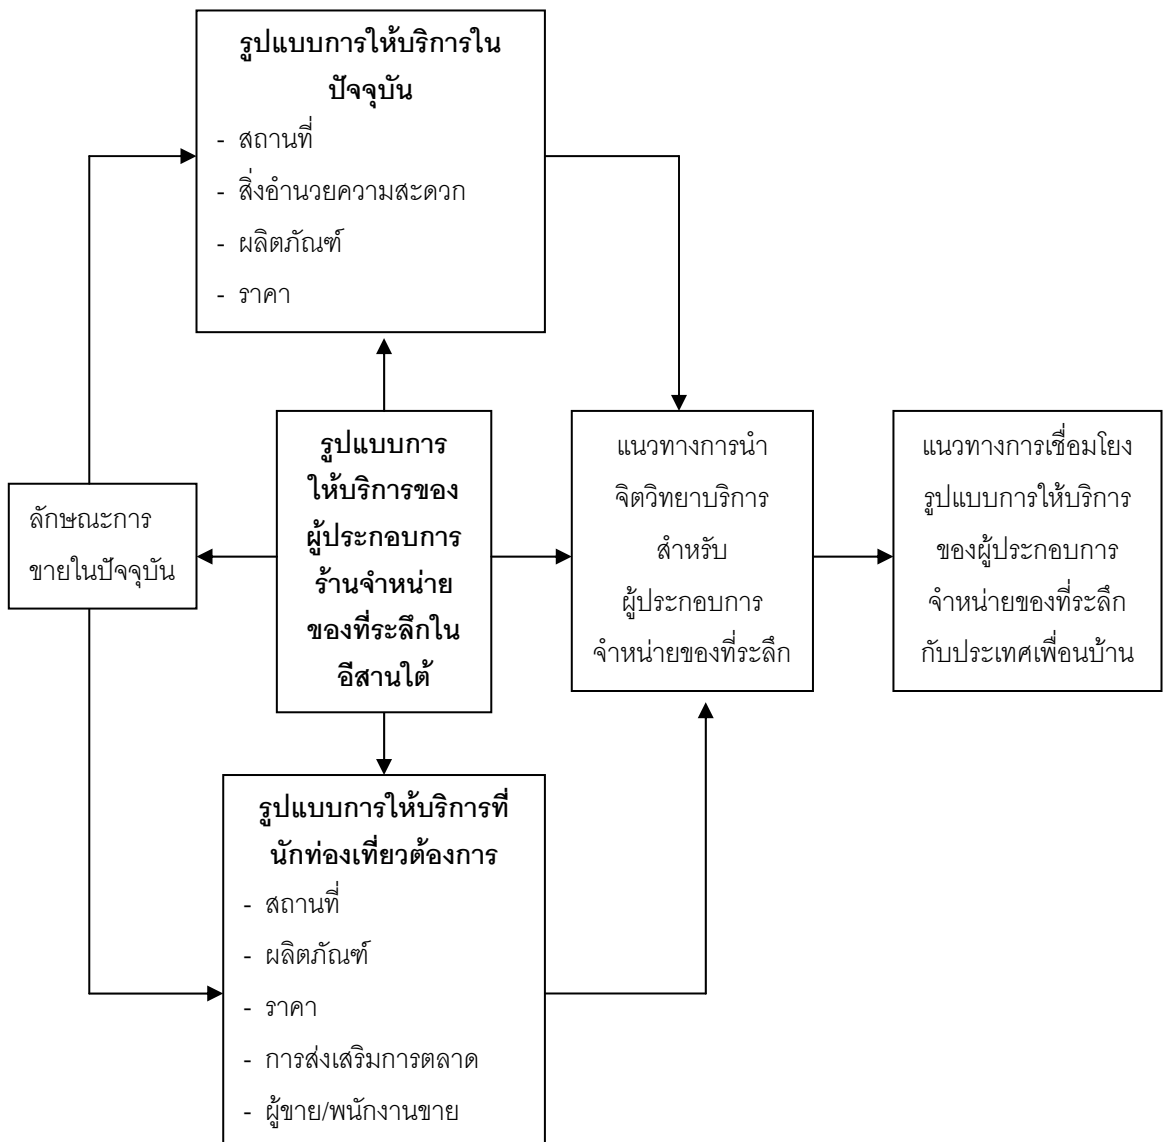 รูปแบบการให้บริการใน
ปัจจุบัน
- สถานที่
- สิ่งอำนวยความสะดวก
- ผลิตภัณฑ์
- ราคา
ลักษณะการ
ขายในปัจจุบัน
รูปแบบการ
ให้บริการของ
ผู้ประกอบการ
ร้านจำหน่าย
ของที่ระลึกใน
อีสานใต้
แนวทางการนำ
จิตวิทยาบริการ
สำหรับ
ผู้ประกอบการ
จำหน่ายของที่ระลึก
แนวทางการเชื่อมโยง
รูปแบบการให้บริการ
ของผู้ประกอบการ
จำหน่ายของที่ระลึก
กับประเทศเพื่อนบ้าน
รูปแบบการให้บริการที่
นักท่องเที่ยวต้องการ
- สถานที่
- ผลิตภัณฑ์
- ราคา
- การส่งเสริมการตลาด
- ผู้ขาย/พนักงานขาย